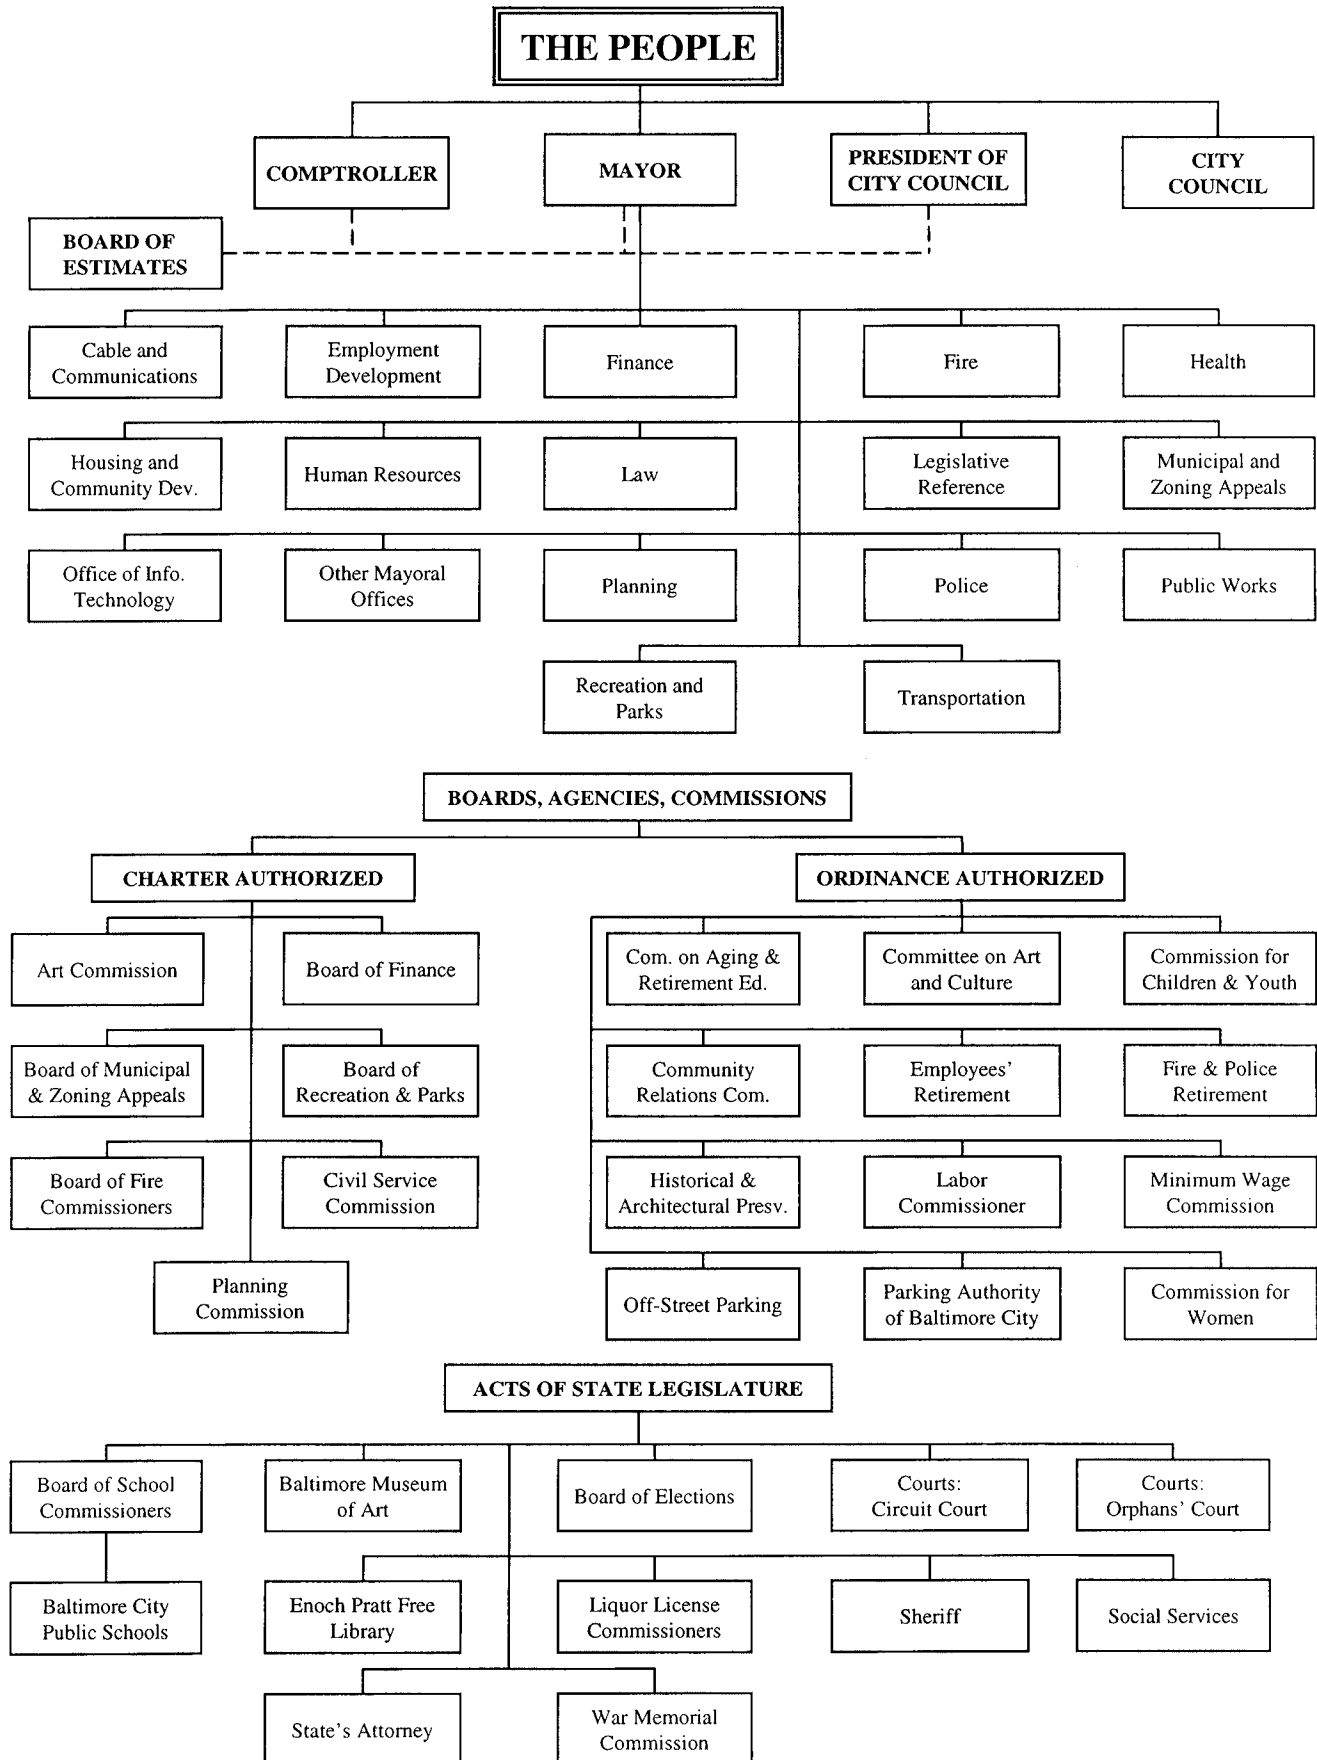 THE PEOPLE
COMPTROLLER
MAYOR
PRESIDENT OF
CITY COUNCIL
CITY
COUNCIL
BOARD OF
ESTIMATES
Cable and
Communications
Employment
Development
Finance
Fire
Health
Housing and
Community Dev.
Human Resources
Law
Legislative
Reference
Municipal and
Zoning Appeals
Office of Info.
Technology
Other Mayoral
Offices
Planning
Police
Public Works
Recreation and
Parks
Transportation
BOARDS, AGENCIES, COMMISSIONS
CHARTER AUTHORIZED
Art Commission
Board of Finance
Board of Municipal
& Zoning Appeals
Board of
Recreation & Parks
Board of Fire
Commissioners
Civil Service
Commission
Planning
Commission
ORDINANCE AUTHORIZED
Com. on Aging &
Retirement Ed.
Committee on Art
and Culture
Commission for
Children & Youth
Community
Relations Com.
Employees’
Retirement
Fire & Police
Retirement
Historical &
Architectural Presv.
Labor
Commissioner
Minimum Wage
Commission
Off-Street Parking
Parking Authority
of Baltimore City
Commission for
Women
ACTS OF STATE LEGISLATURE
Board of School
Commissioners
Baltimore Museum
of Art
Board of Elections
Courts:
Circuit Court
Courts:
Orphans’ Court
Baltimore City
Public Schools
Enoch Pratt Free
Library
Liquor License
Commissioners
Sheriff
Social Services
State’s Attorney
War Memorial
Commission